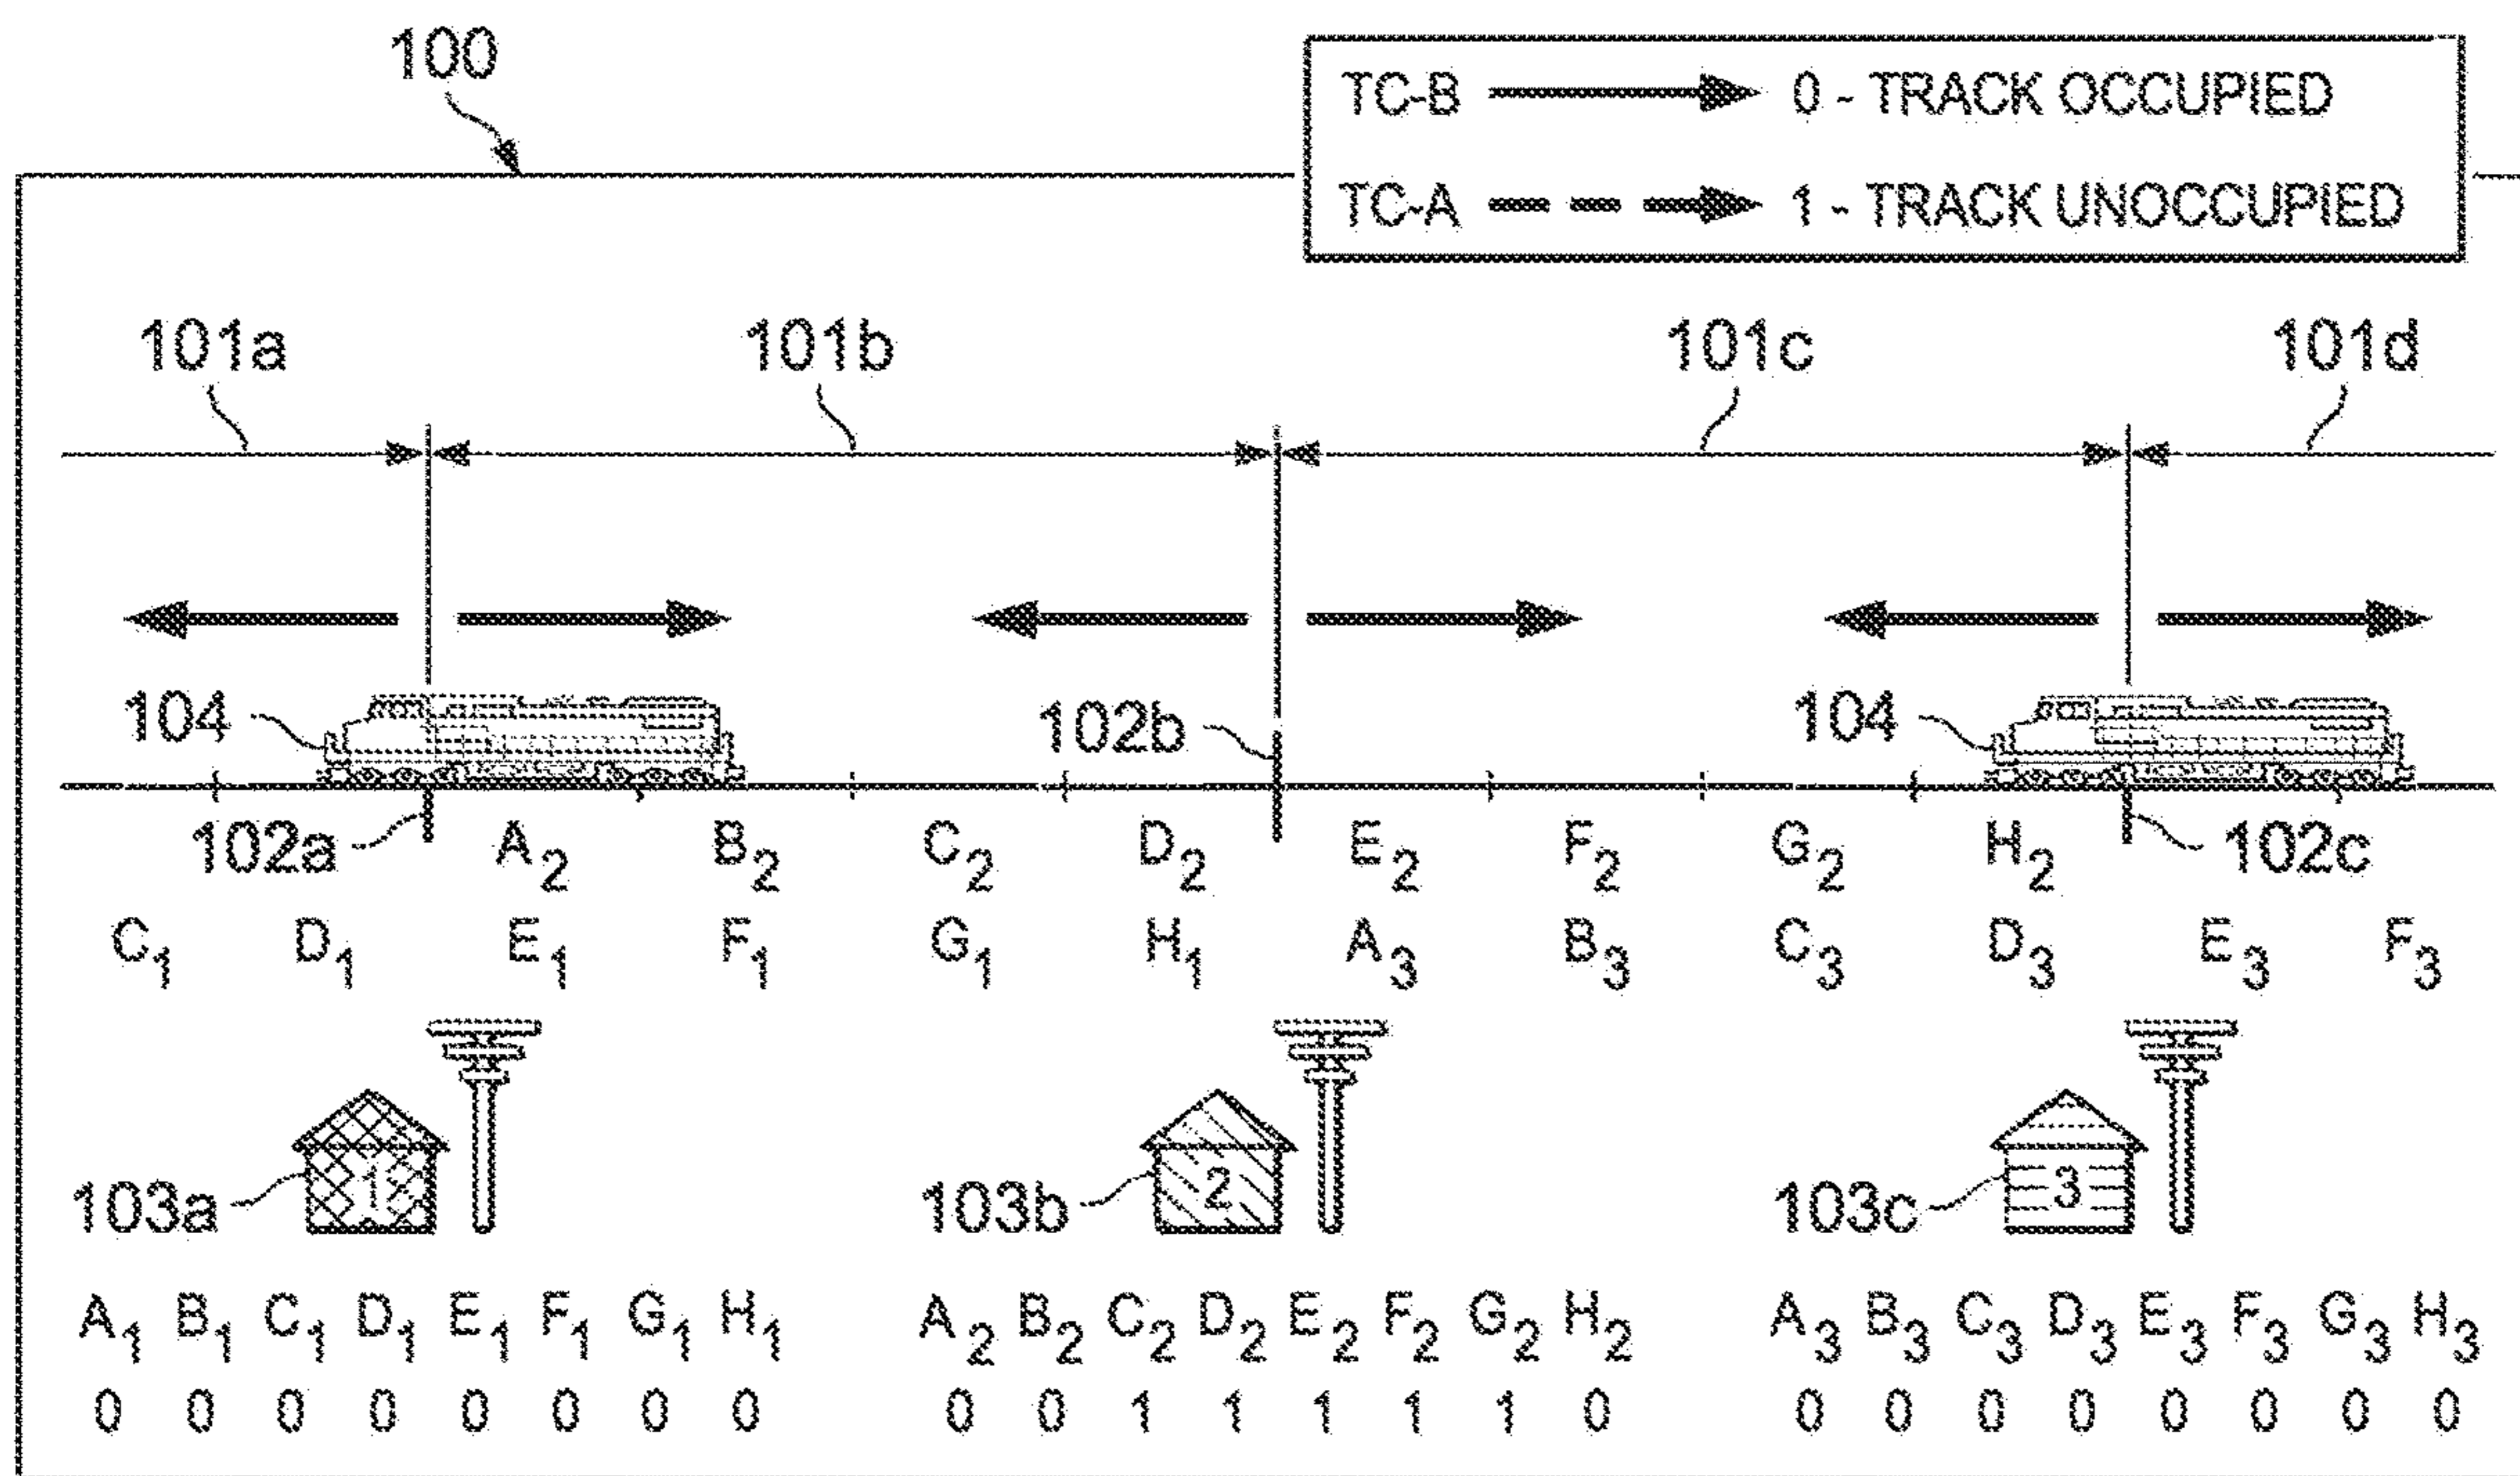 100
TC-B 0 - TRACK OCCUPIED
TC-A 1 - TRACK UNOCCUPIED
101a 101b 101c 101d
104 102b 104
102a A2 B2 C2 D2 E2 F2 G2 H2 102c
C1 D1 E1 F1 G1 H1 A3 B3 C3 D3 E3 F3
103a 1 103b 2 103c 3
A1 B1 C1 D1 E1 F1 G1 H1 A2 B2 C2 D2 E2 F2 G2 H2 A3 B3 C3 D3 E3 F3 G3 H3
0 0 0 0 0 0 0 0 0 0 1 1 1 1 1 0 0 0 0 0 0 0 0 0